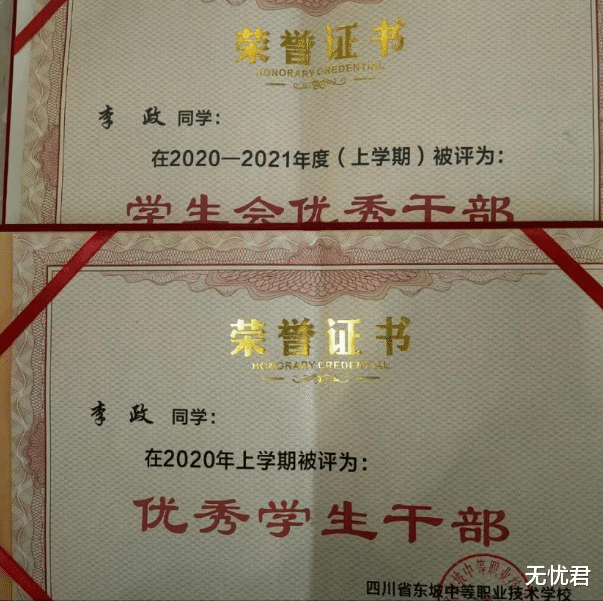 荣誉证书
HONORARY CREDENTIAL
李政 同学：
在2020—2021年度（上学期）被评为：
学生会优秀干部
荣誉证书
HONORARY CREDENTIAL
李政 同学：
在2020年上学期被评为：
优秀学生干部
四川省东坡中等职业技术学校
无忧君